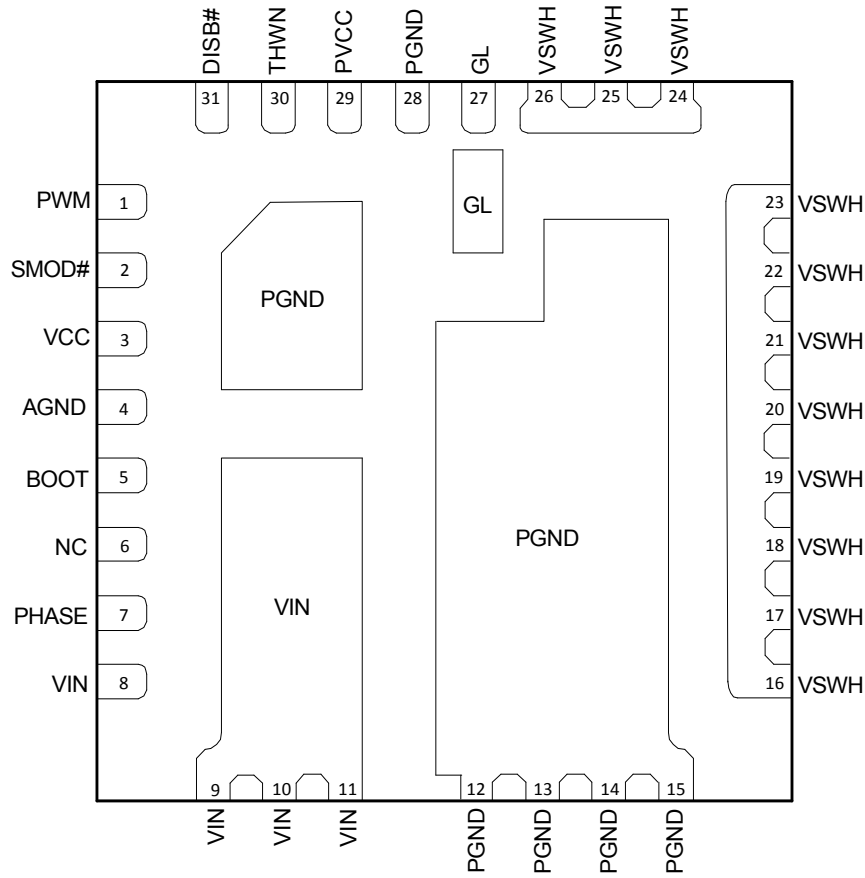 DISB#
THWN
PVCC
PGND
GL
VSWH
VSWH
VSWH
31
30
29
28
27
26
25
24
PWM
1
GL
23
VSWH
SMOD#
2
22
VSWH
PGND
VCC
3
21
VSWH
AGND
4
20
VSWH
BOOT
5
19
VSWH
PGND
NC
6
18
VSWH
VIN
PHASE
7
17
VSWH
VIN
8
16
VSWH
9
10
11
12
13
14
15
VIN
VIN
VIN
PGND
PGND
PGND
PGND